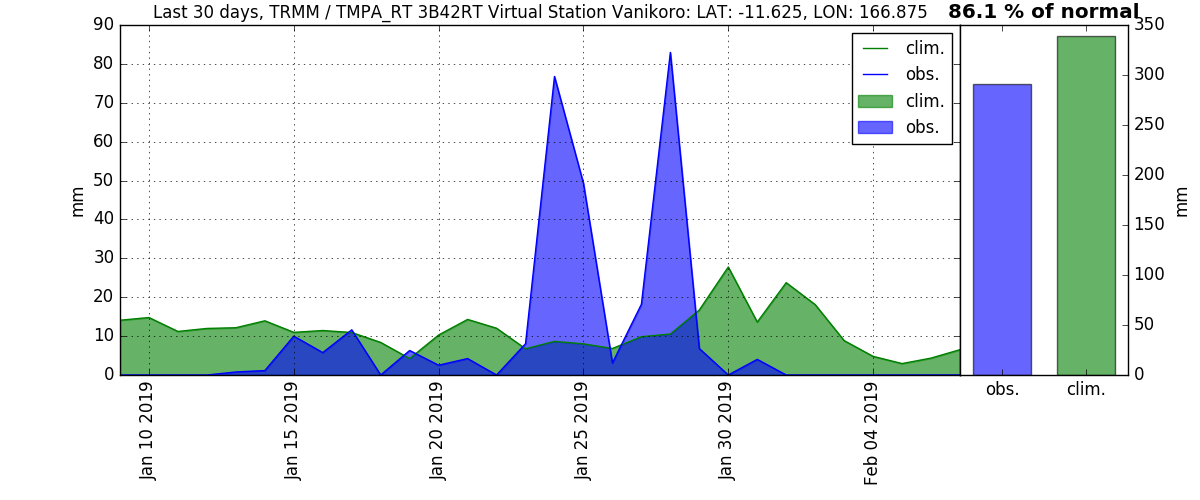 Last 30 days, TRMM / TMPA_RT 3B42RT Virtual Station Vanikoro: LAT: -11.625, LON: 166.875
86.1 % of normal
90
80
70
60
50
40
30
20
10
0
mm
clim.
obs.
clim.
obs.
Jan 10 2019
Jan 15 2019
Jan 20 2019
Jan 25 2019
Jan 30 2019
Feb 04 2019
350
300
250
200
150
100
50
0
mm
obs.
clim.